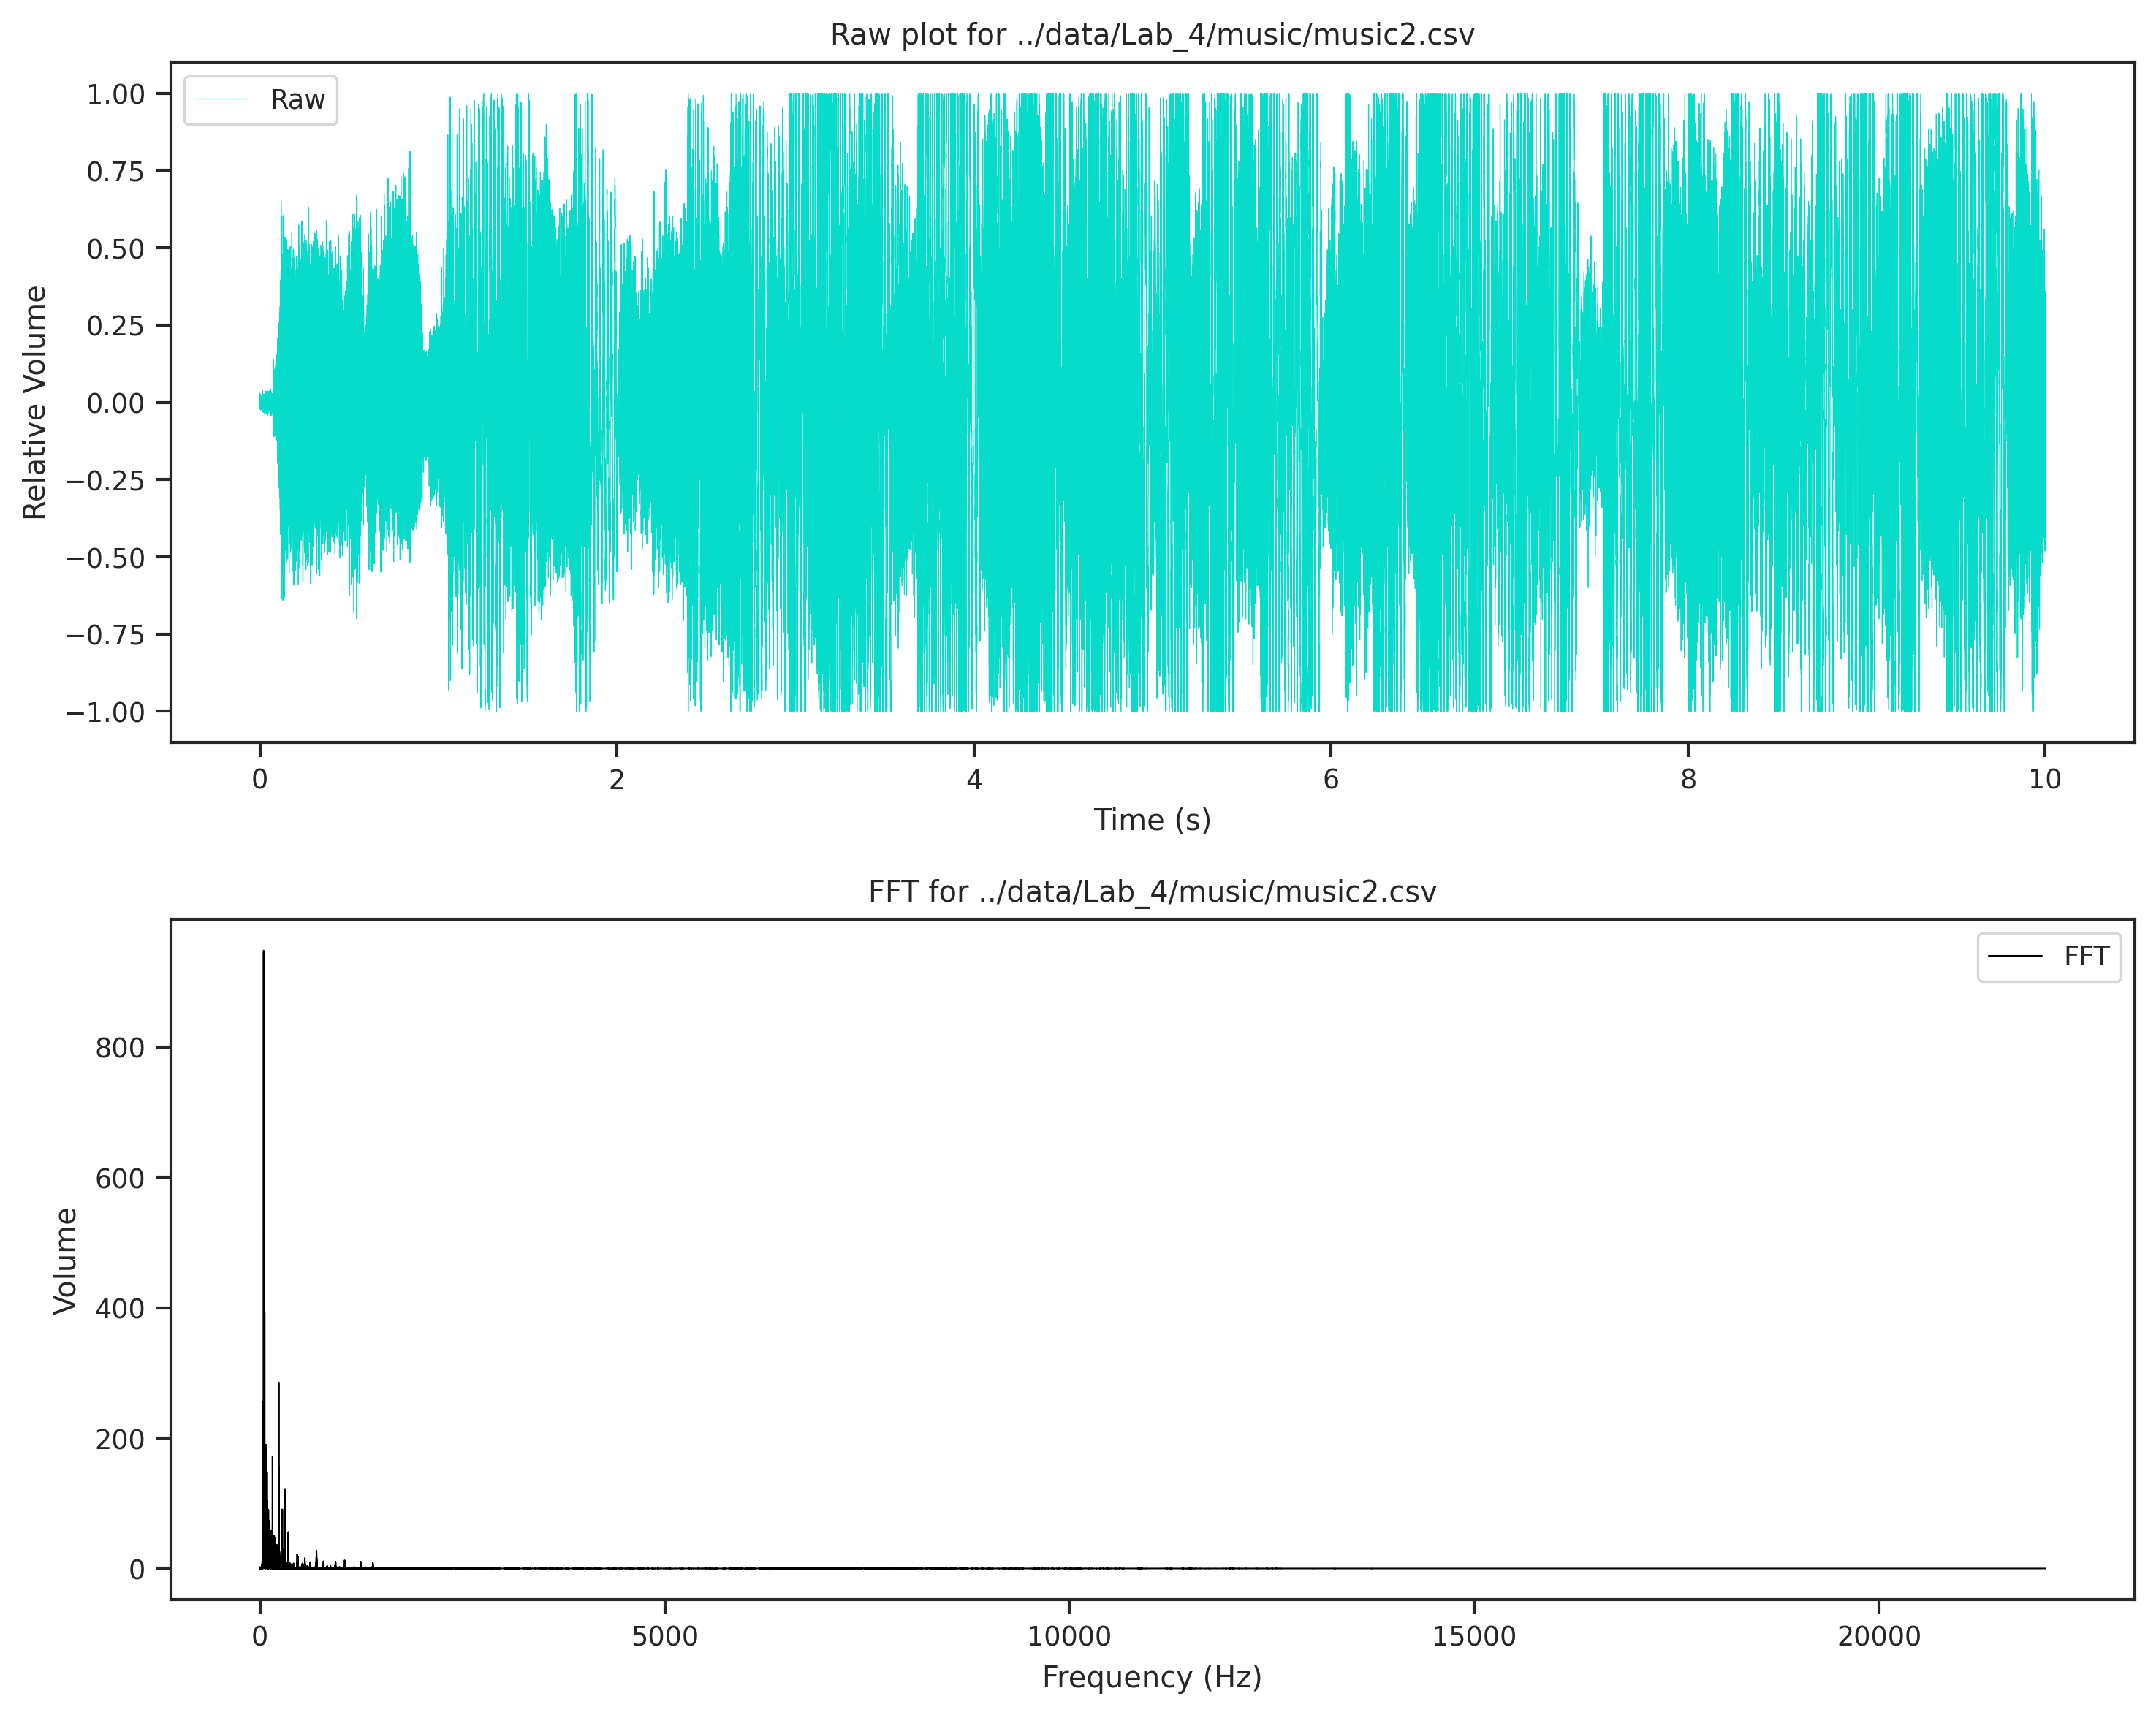 Raw plot for ../data/Lab_4/music/music2.csv
Raw
1.00
0.75
0.50
0.25
0.00
−0.25
−0.50
−0.75
−1.00
Relative Volume
0 2 4 6 8 10
Time (s)
FFT for ../data/Lab_4/music/music2.csv
FFT
800
600
400
200
0
Volume
0 5000 10000 15000 20000
Frequency (Hz)